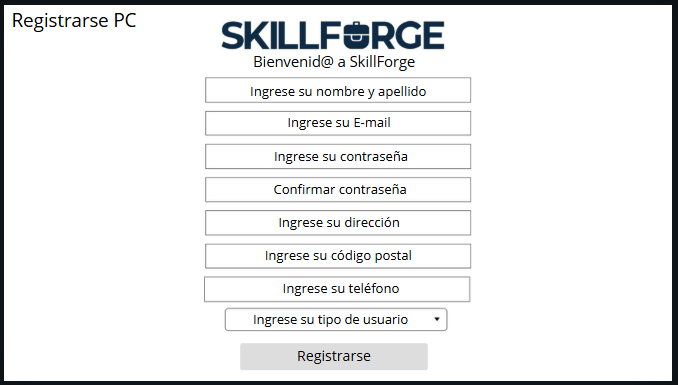 Registrarse PC
SKILLFORGE
Bienvenid@ a SkillForge
Ingrese su nombre y apellido
Ingrese su E-mail
Ingrese su contraseña
Confirmar contraseña
Ingrese su dirección
Ingrese su código postal
Ingrese su teléfono
Ingrese su tipo de usuario
Registrarse